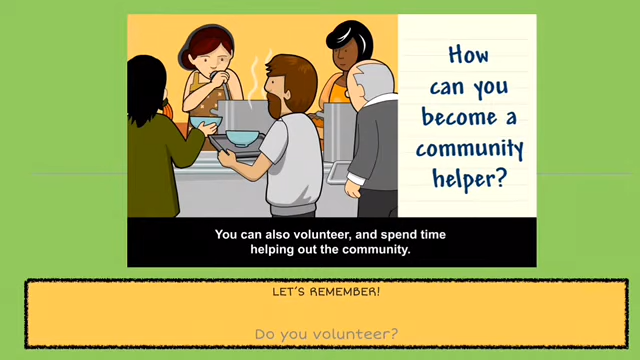 How
can you
become a
community
helper?
You can also volunteer, and spend time
helping out the community.
LET'S REMEMBER!
Do you volunteer?